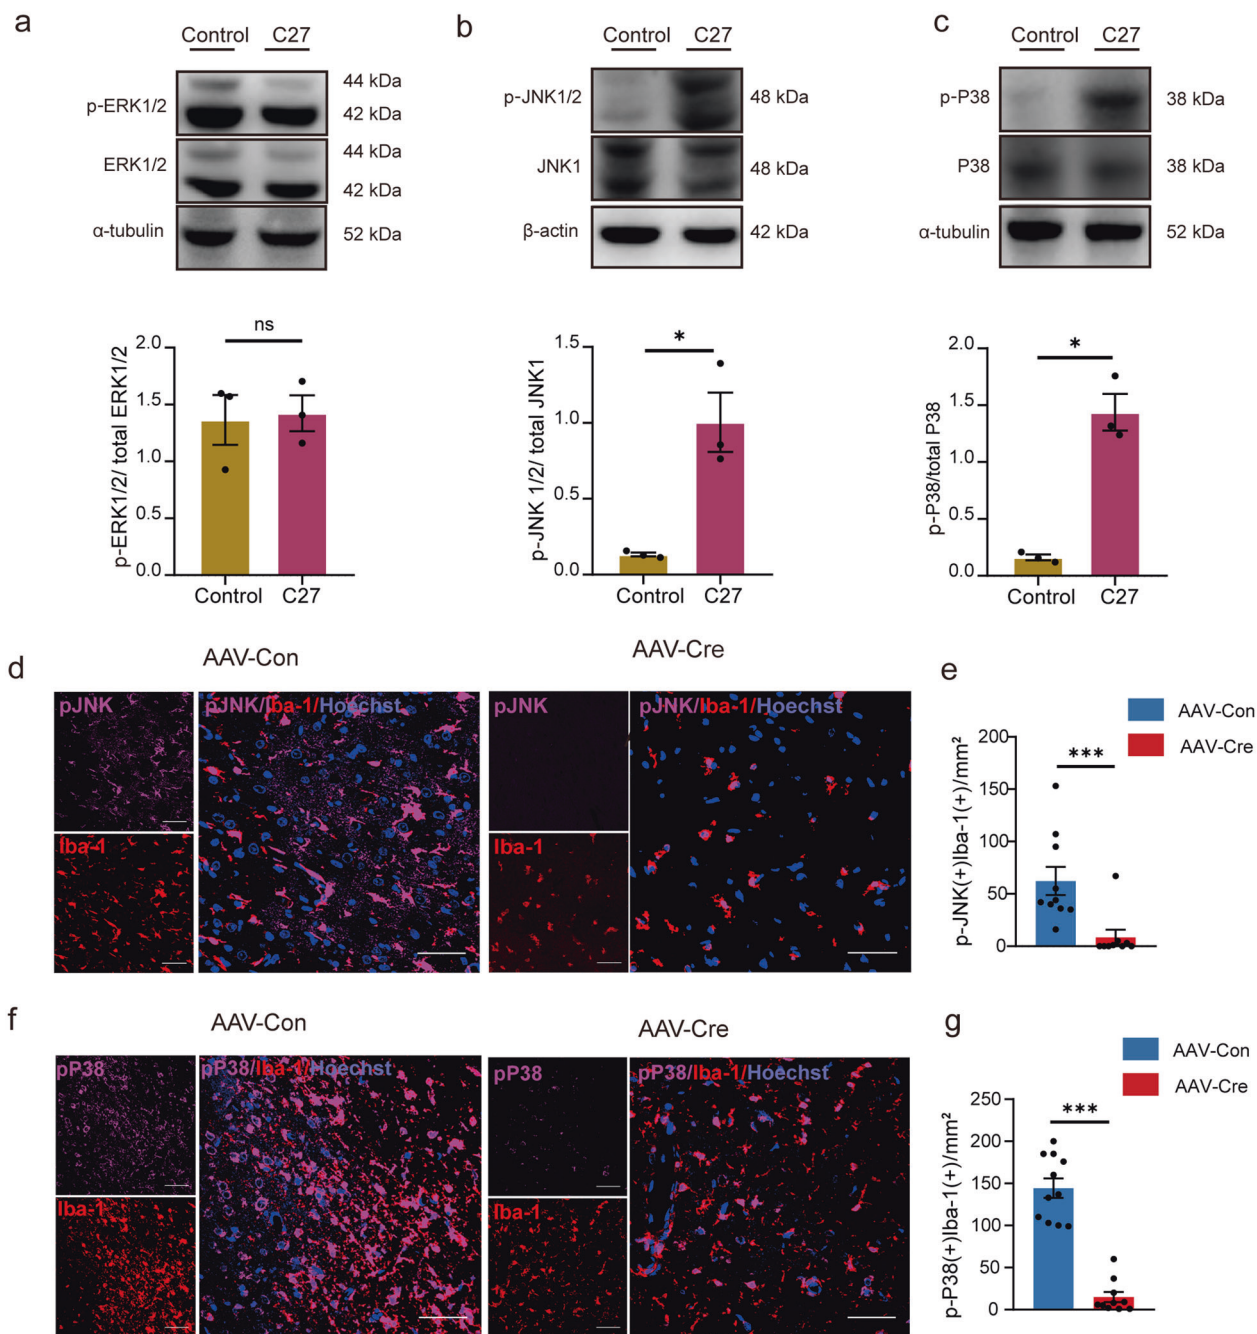 a
Control C27
p-ERK1/2
44 kDa
42 kDa
ERK1/2
44 kDa
42 kDa
α-tubulin
52 kDa
ns
p-ERK1/2/ total ERK1/2
2.0
1.5
1.0
0.5
0.0
Control C27
b
Control C27
p-JNK1/2
48 kDa
JNK1
48 kDa
β-actin
42 kDa
*
p-JNK 1/2/ total JNK1
1.5
1.0
0.5
0.0
Control C27
c
Control C27
p-P38
38 kDa
P38
38 kDa
α-tubulin
52 kDa
*
p-P38/total P38
2.0
1.5
1.0
0.5
0.0
Control C27
d
AAV-Con
AAV-Cre
pJNK
pJNK/Iba-1/Hoechst
Iba-1
pJNK
pJNK/Iba-1/Hoechst
Iba-1
e
AAV-Con
AAV-Cre
***
p-JNK(+)Iba-1(+)/mm²
200
150
100
50
0
f
AAV-Con
AAV-Cre
pP38
pP38/Iba-1/Hoechst
Iba-1
pP38
pP38/Iba-1/Hoechst
Iba-1
g
AAV-Con
AAV-Cre
***
p-P38(+)Iba-1(+)/mm²
250
200
150
100
50
0